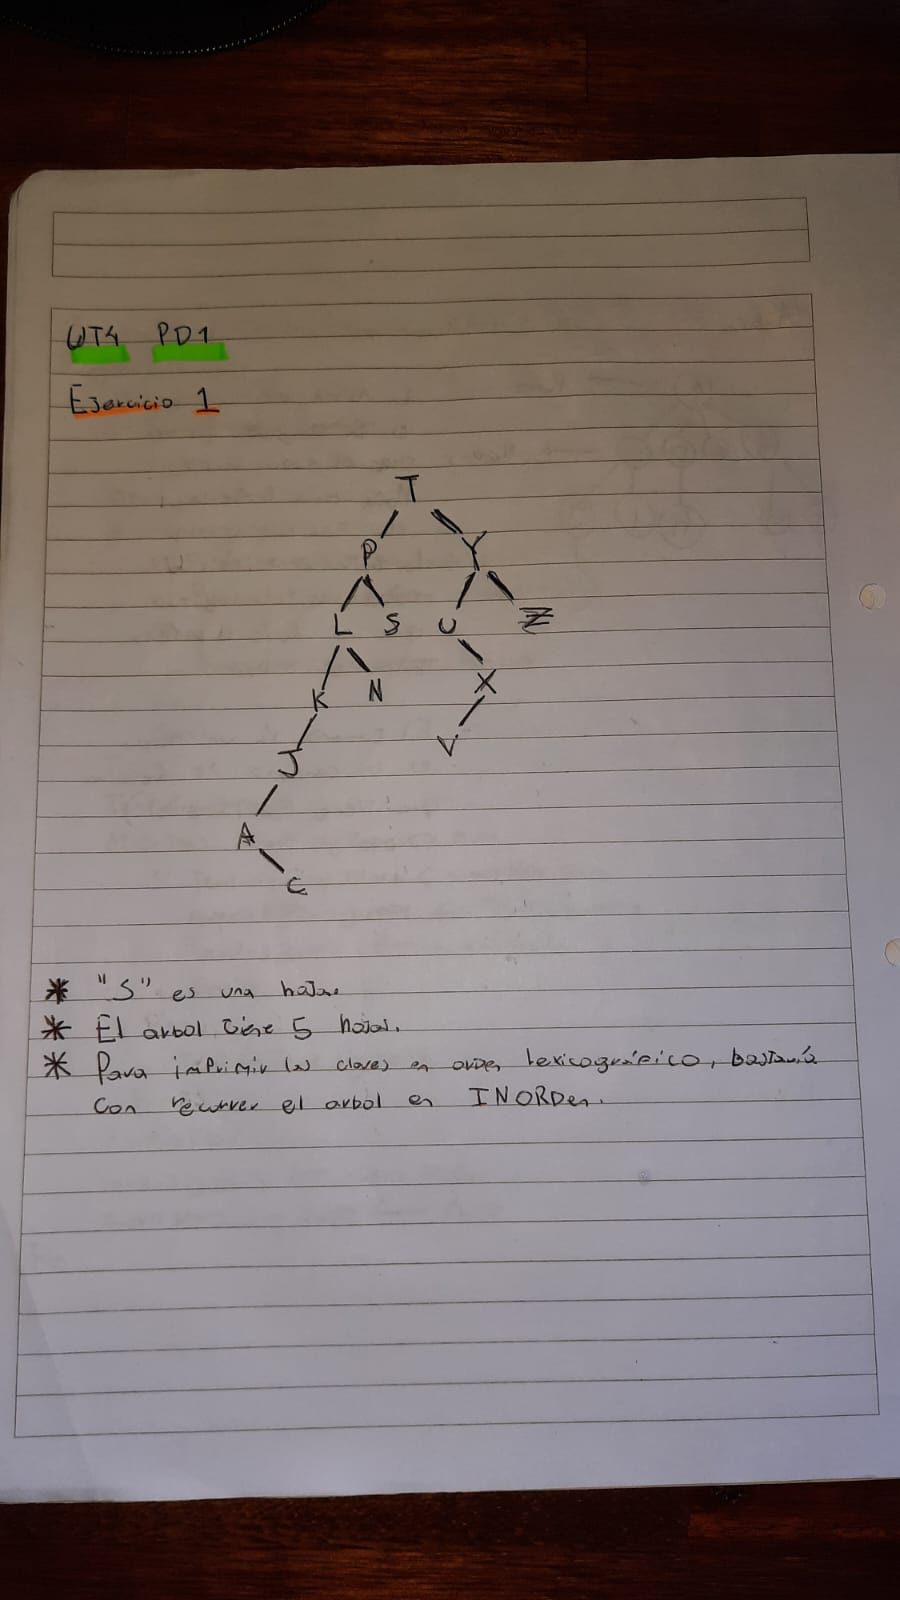 UT4 PD1
Ejercicio 1
T
P Y
L S U Z
K N X
J V
A
C
* "S" es una hoja.
* El arbol tiene 5 hojas.
* Para imprimir las claves en orden lexicográfico, bastaría
con recorrer el arbol en INORDen.